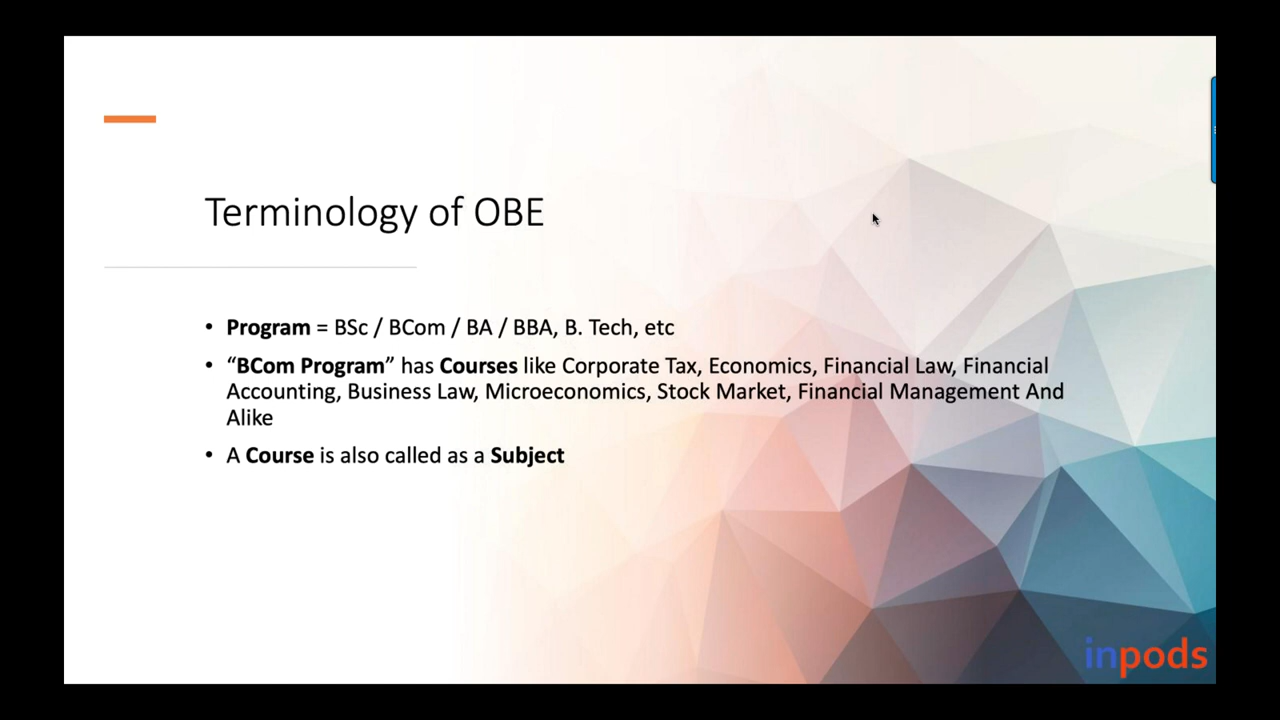 Terminology of OBE
• Program = BSc / BCom / BA / BBA, B. Tech, etc
• “BCom Program” has Courses like Corporate Tax, Economics, Financial Law, Financial
Accounting, Business Law, Microeconomics, Stock Market, Financial Management And
Alike
• A Course is also called as a Subject
inpods